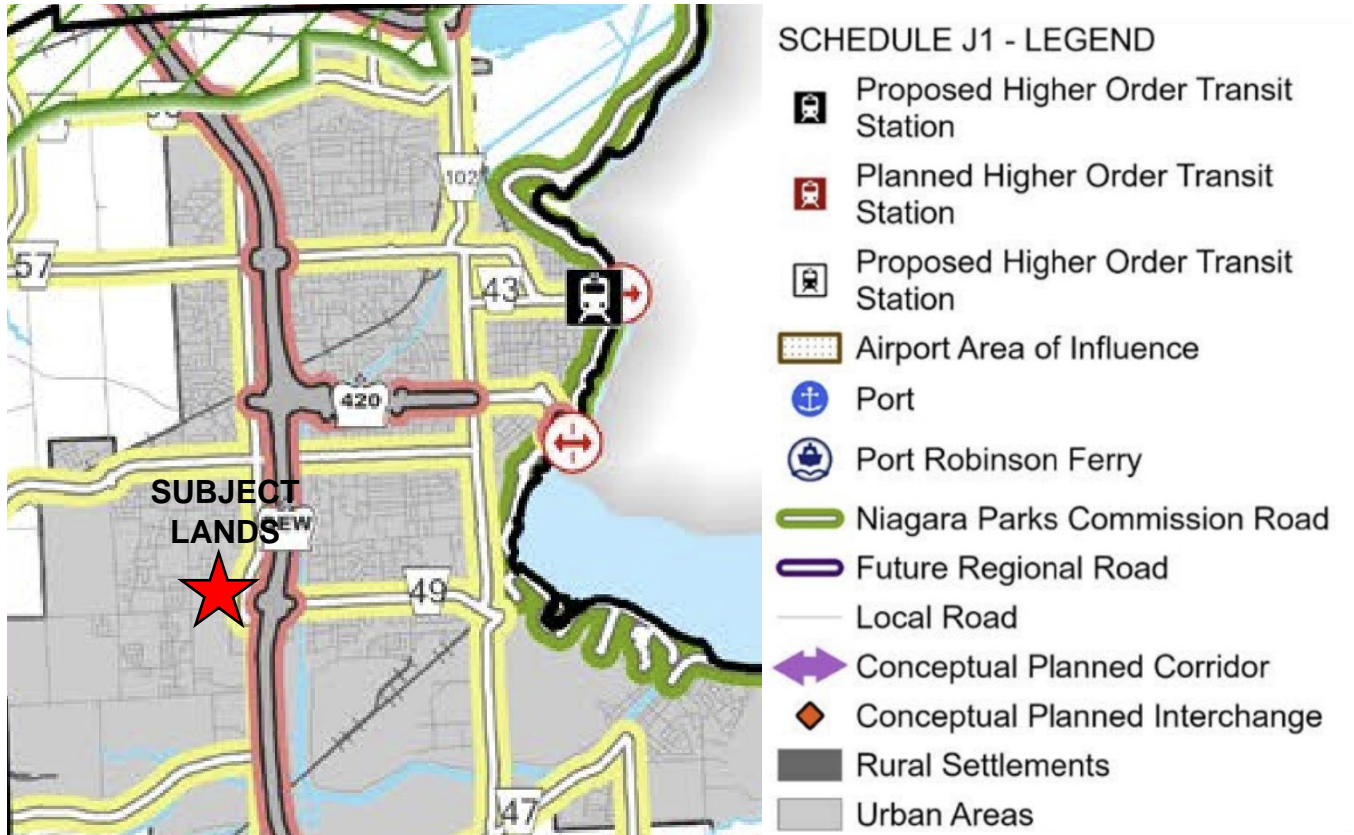 102
57
43
420
SUBJECT
LANDS
49
47
SCHEDULE J1 - LEGEND
Proposed Higher Order Transit
Station
Planned Higher Order Transit
Station
Proposed Higher Order Transit
Station
Airport Area of Influence
Port
Port Robinson Ferry
Niagara Parks Commission Road
Future Regional Road
Local Road
Conceptual Planned Corridor
Conceptual Planned Interchange
Rural Settlements
Urban Areas